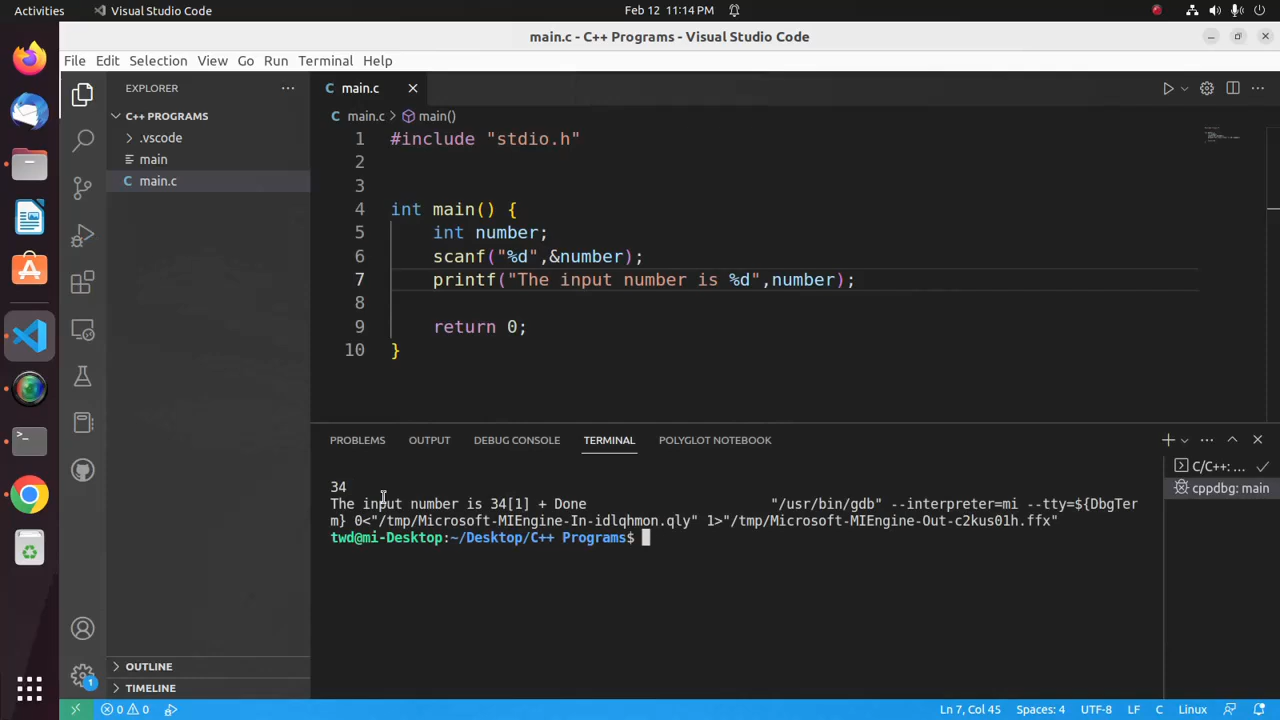 Activities Visual Studio Code Feb 12 11:14 PM
main.c - C++ Programs - Visual Studio Code
File Edit Selection View Go Run Terminal Help
EXPLORER
C++ PROGRAMS
.vscode
main
C main.c
OUTLINE
TIMELINE
C main.c
C main.c > main()
1 #include "stdio.h"
2
3
4 int main() {
5 int number;
6 scanf("%d",&number);
7 printf("The input number is %d",number);
8
9 return 0;
10 }
PROBLEMS OUTPUT DEBUG CONSOLE TERMINAL POLYGLOT NOTEBOOK
34
The input number is 34[1] + Done "/usr/bin/gdb" --interpreter=mi --tty=${DbgTer
m} 0<"/tmp/Microsoft-MIEngine-In-idlqhmon.qly" 1>"/tmp/Microsoft-MIEngine-Out-c2kus01h.ffx"
twd@mi-Desktop:~/Desktop/C++ Programs$
C/C++: ...
cppdbg: main
1
0 0 Ln 7, Col 45 Spaces: 4 UTF-8 LF C Linux